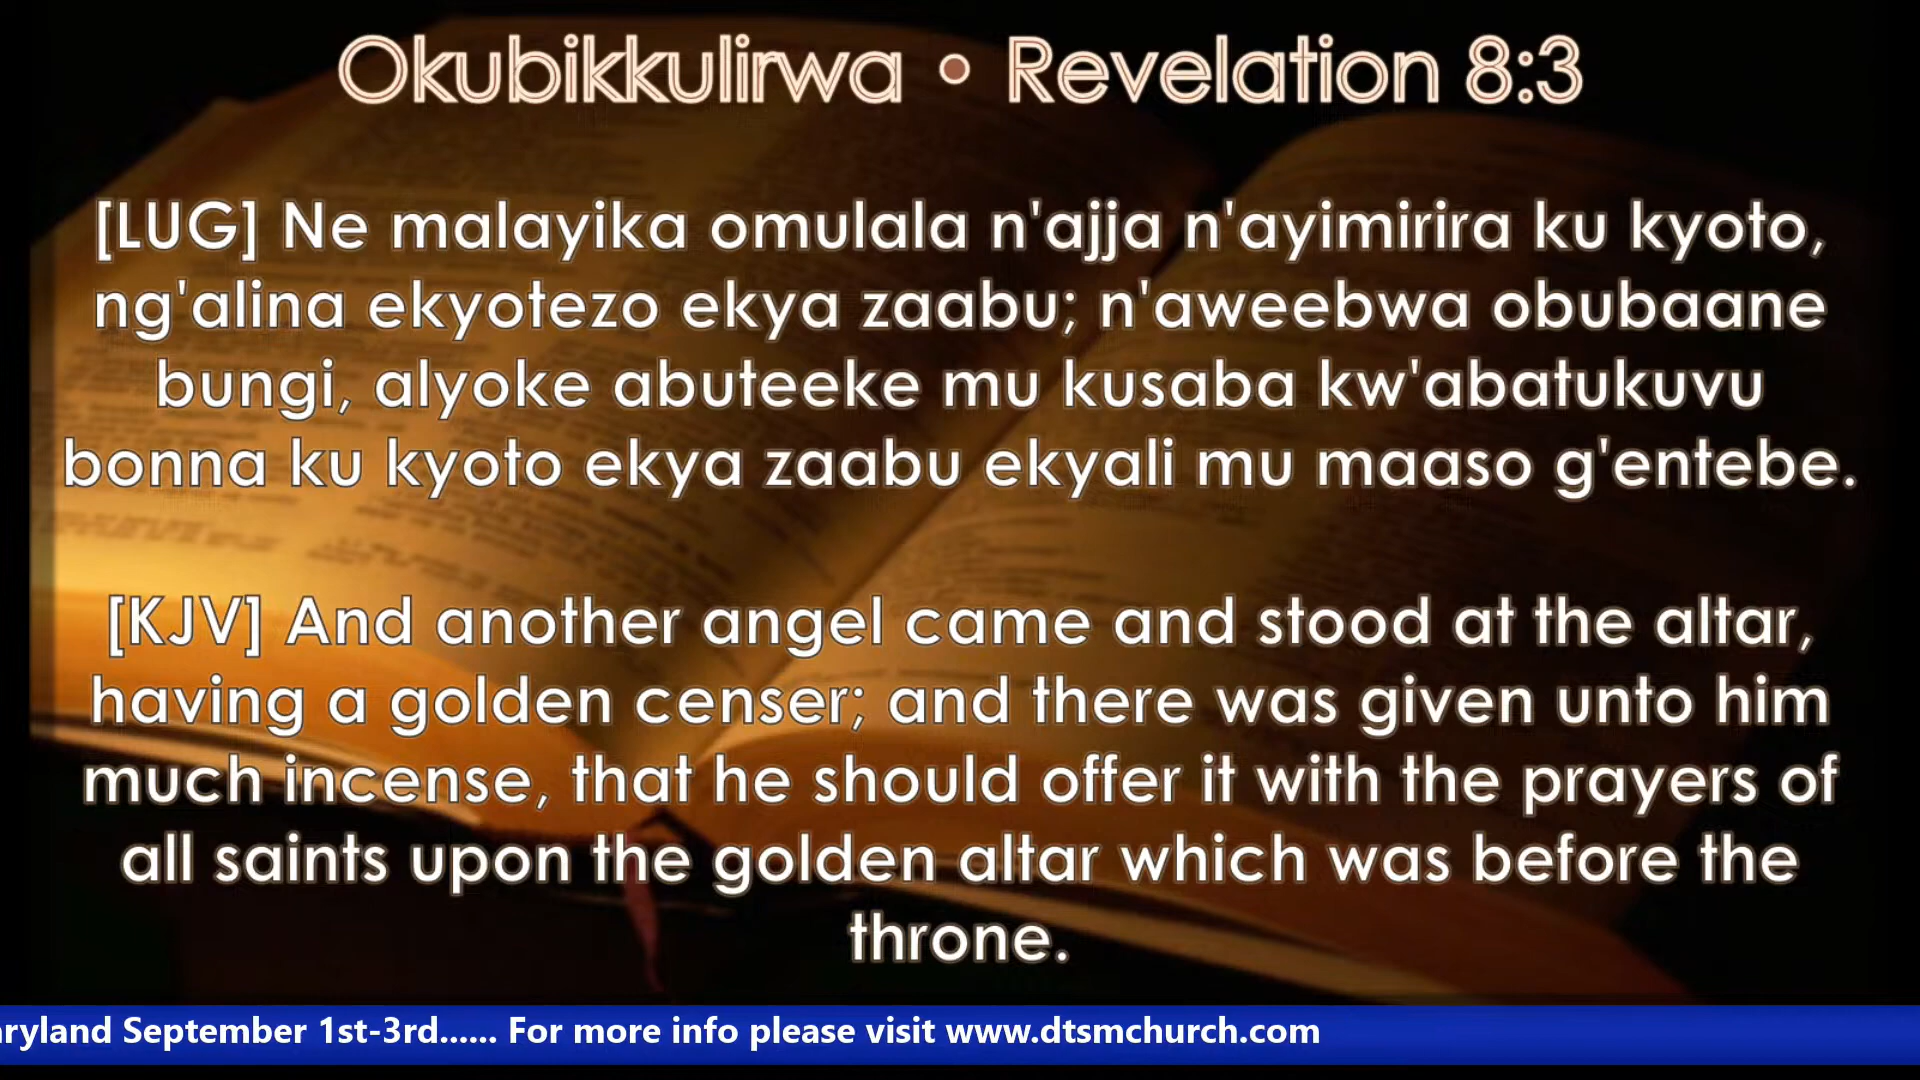 Okubikkulirwa • Revelation 8:3
[LUG] Ne malayika omulala n'ajja n'ayimirira ku kyoto,
ng'alina ekyotezo ekya zaabu; n'aweebwa obubaane
bungi, alyoke abuteeke mu kusaba kw'abatukuvu
bonna ku kyoto ekya zaabu ekyali mu maaso g'entebe.
[KJV] And another angel came and stood at the altar,
having a golden censer; and there was given unto him
much incense, that he should offer it with the prayers of
all saints upon the golden altar which was before the
throne.
September 1st-3rd...... For more info please visit www.dtsmchurch.com